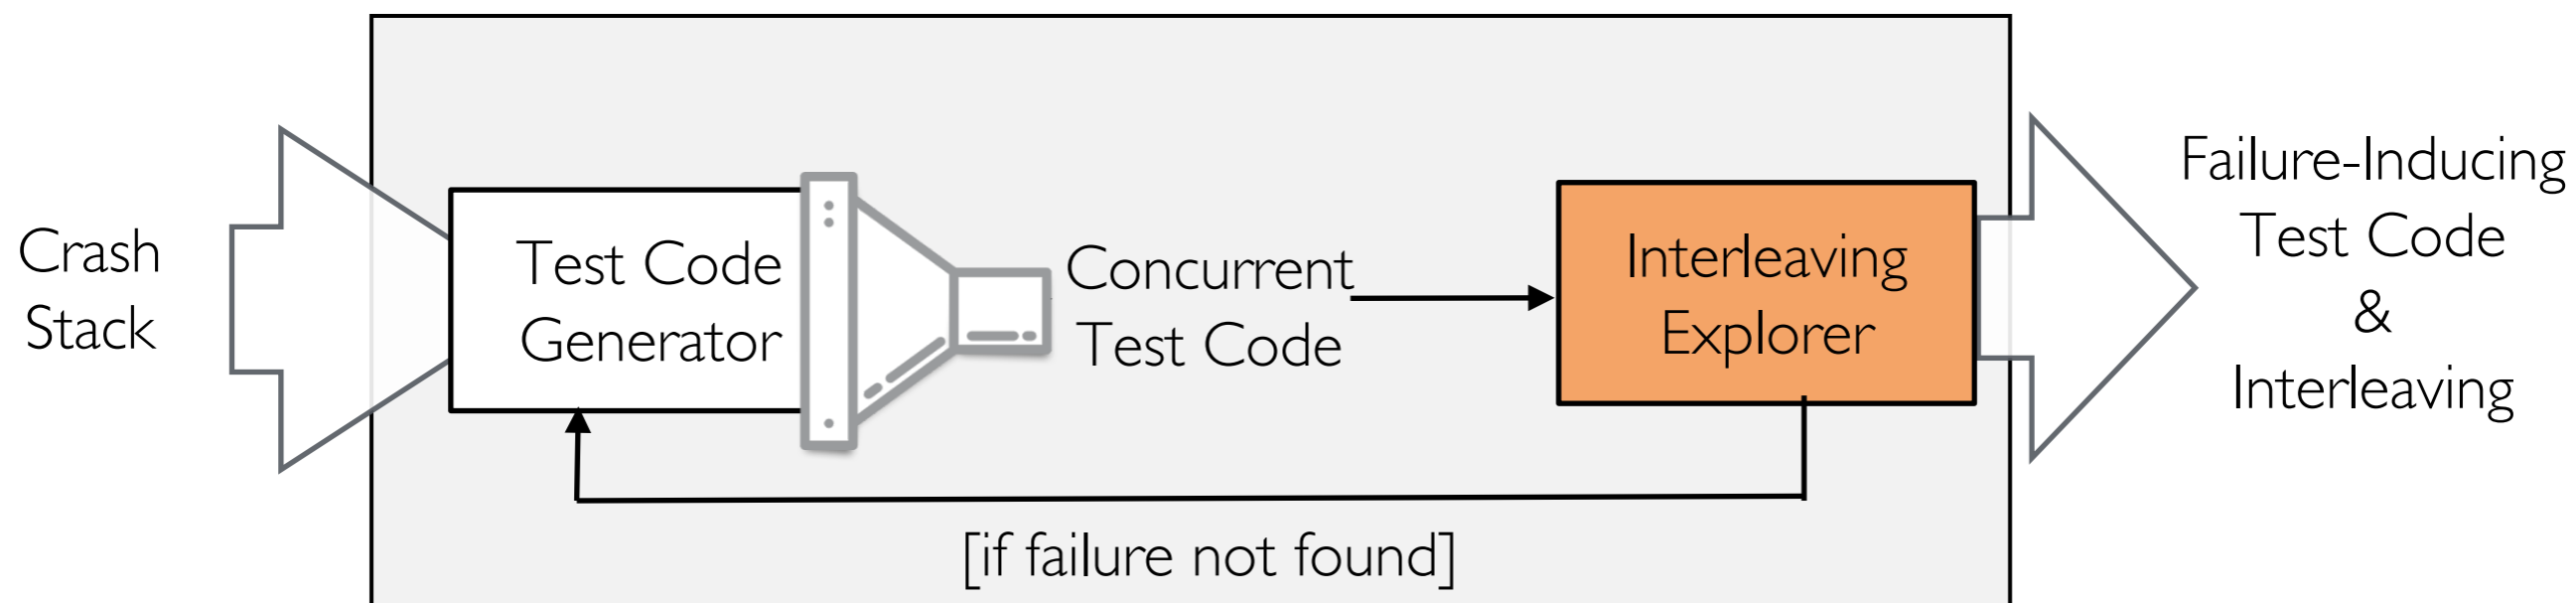 Crash
Stack
Test Code
Generator
Concurrent
Test Code
Interleaving
Explorer
Failure-Inducing
Test Code
&
Interleaving
[if failure not found]